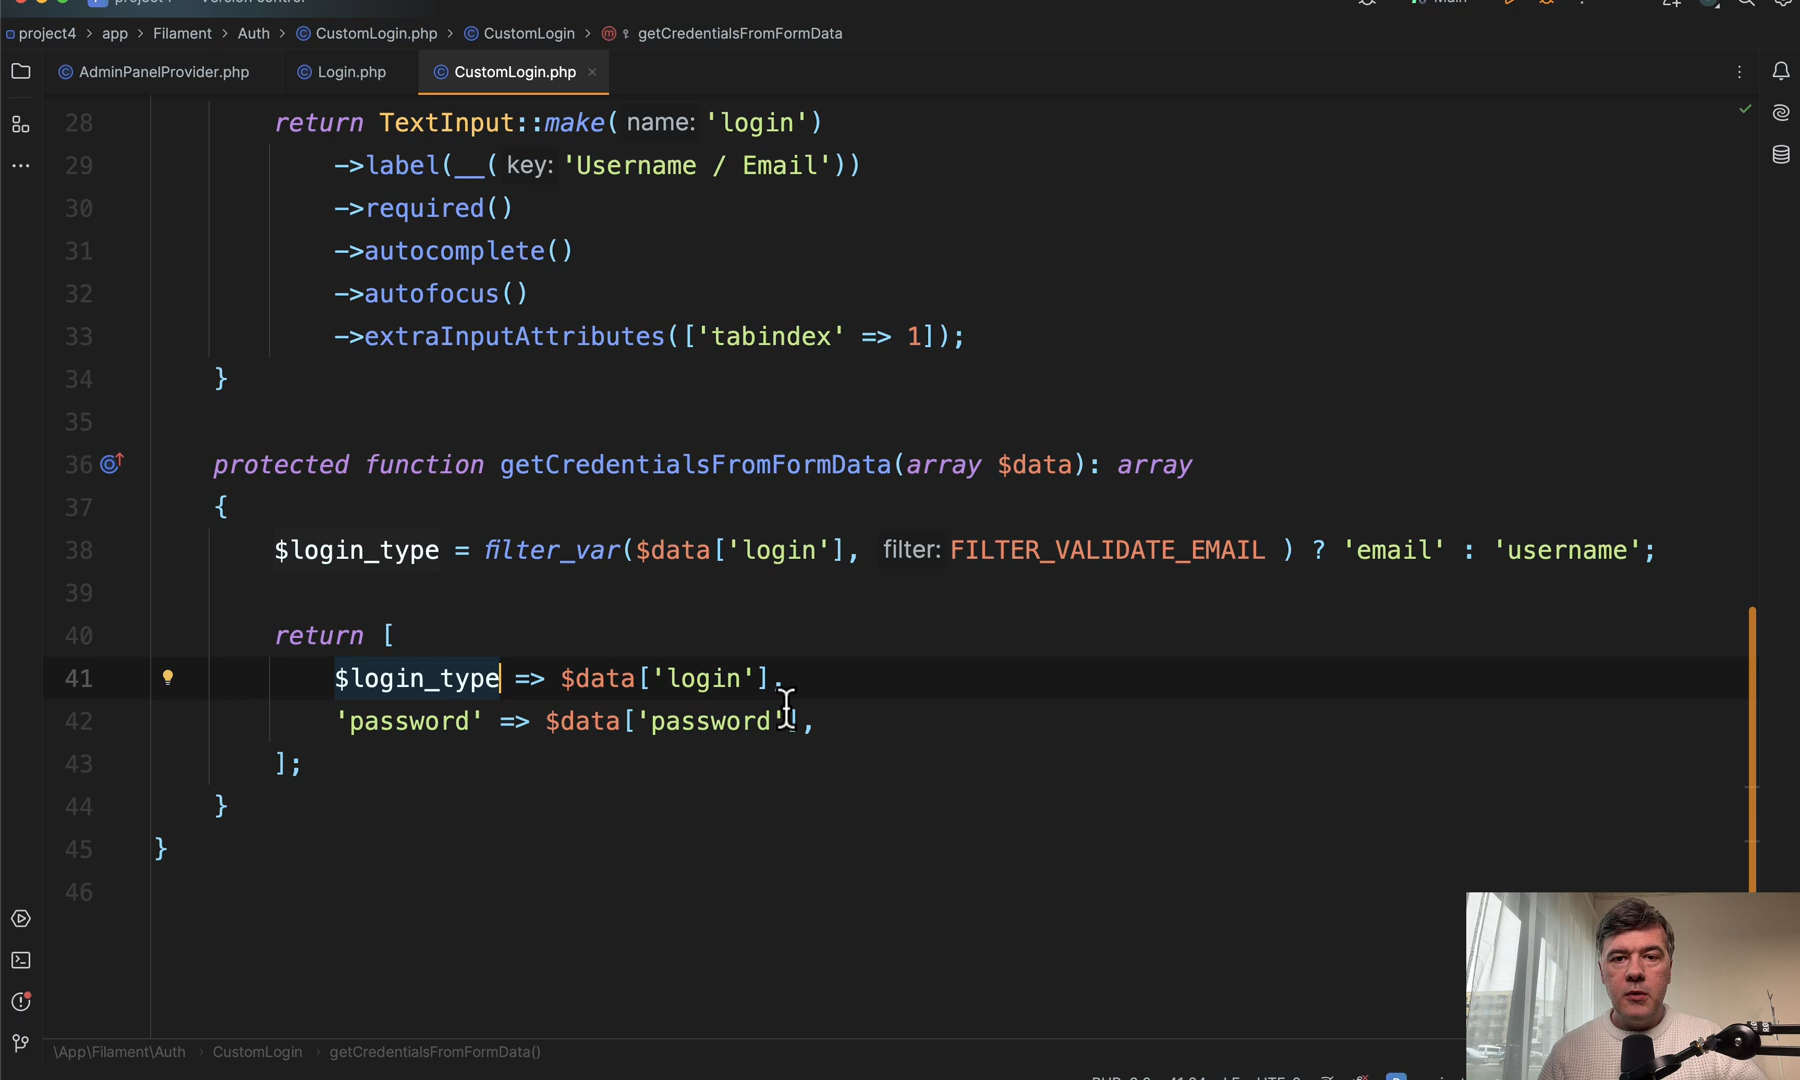 project4 > app > Filament > Auth > CustomLogin.php > CustomLogin > getCredentialsFromFormData
AdminPanelProvider.php Login.php CustomLogin.php
28 return TextInput::make( name: 'login')
29 ->label(__( key: 'Username / Email'))
30 ->required()
31 ->autocomplete()
32 ->autofocus()
33 ->extraInputAttributes(['tabindex' => 1]);
34 }
35
36 protected function getCredentialsFromFormData(array $data): array
37 {
38 $login_type = filter_var($data['login'], filter: FILTER_VALIDATE_EMAIL ) ? 'email' : 'username';
39
40 return [
41 $login_type => $data['login'],
42 'password' => $data['password'],
43 ];
44 }
45 }
46
\App\Filament\Auth > CustomLogin > getCredentialsFromFormData()